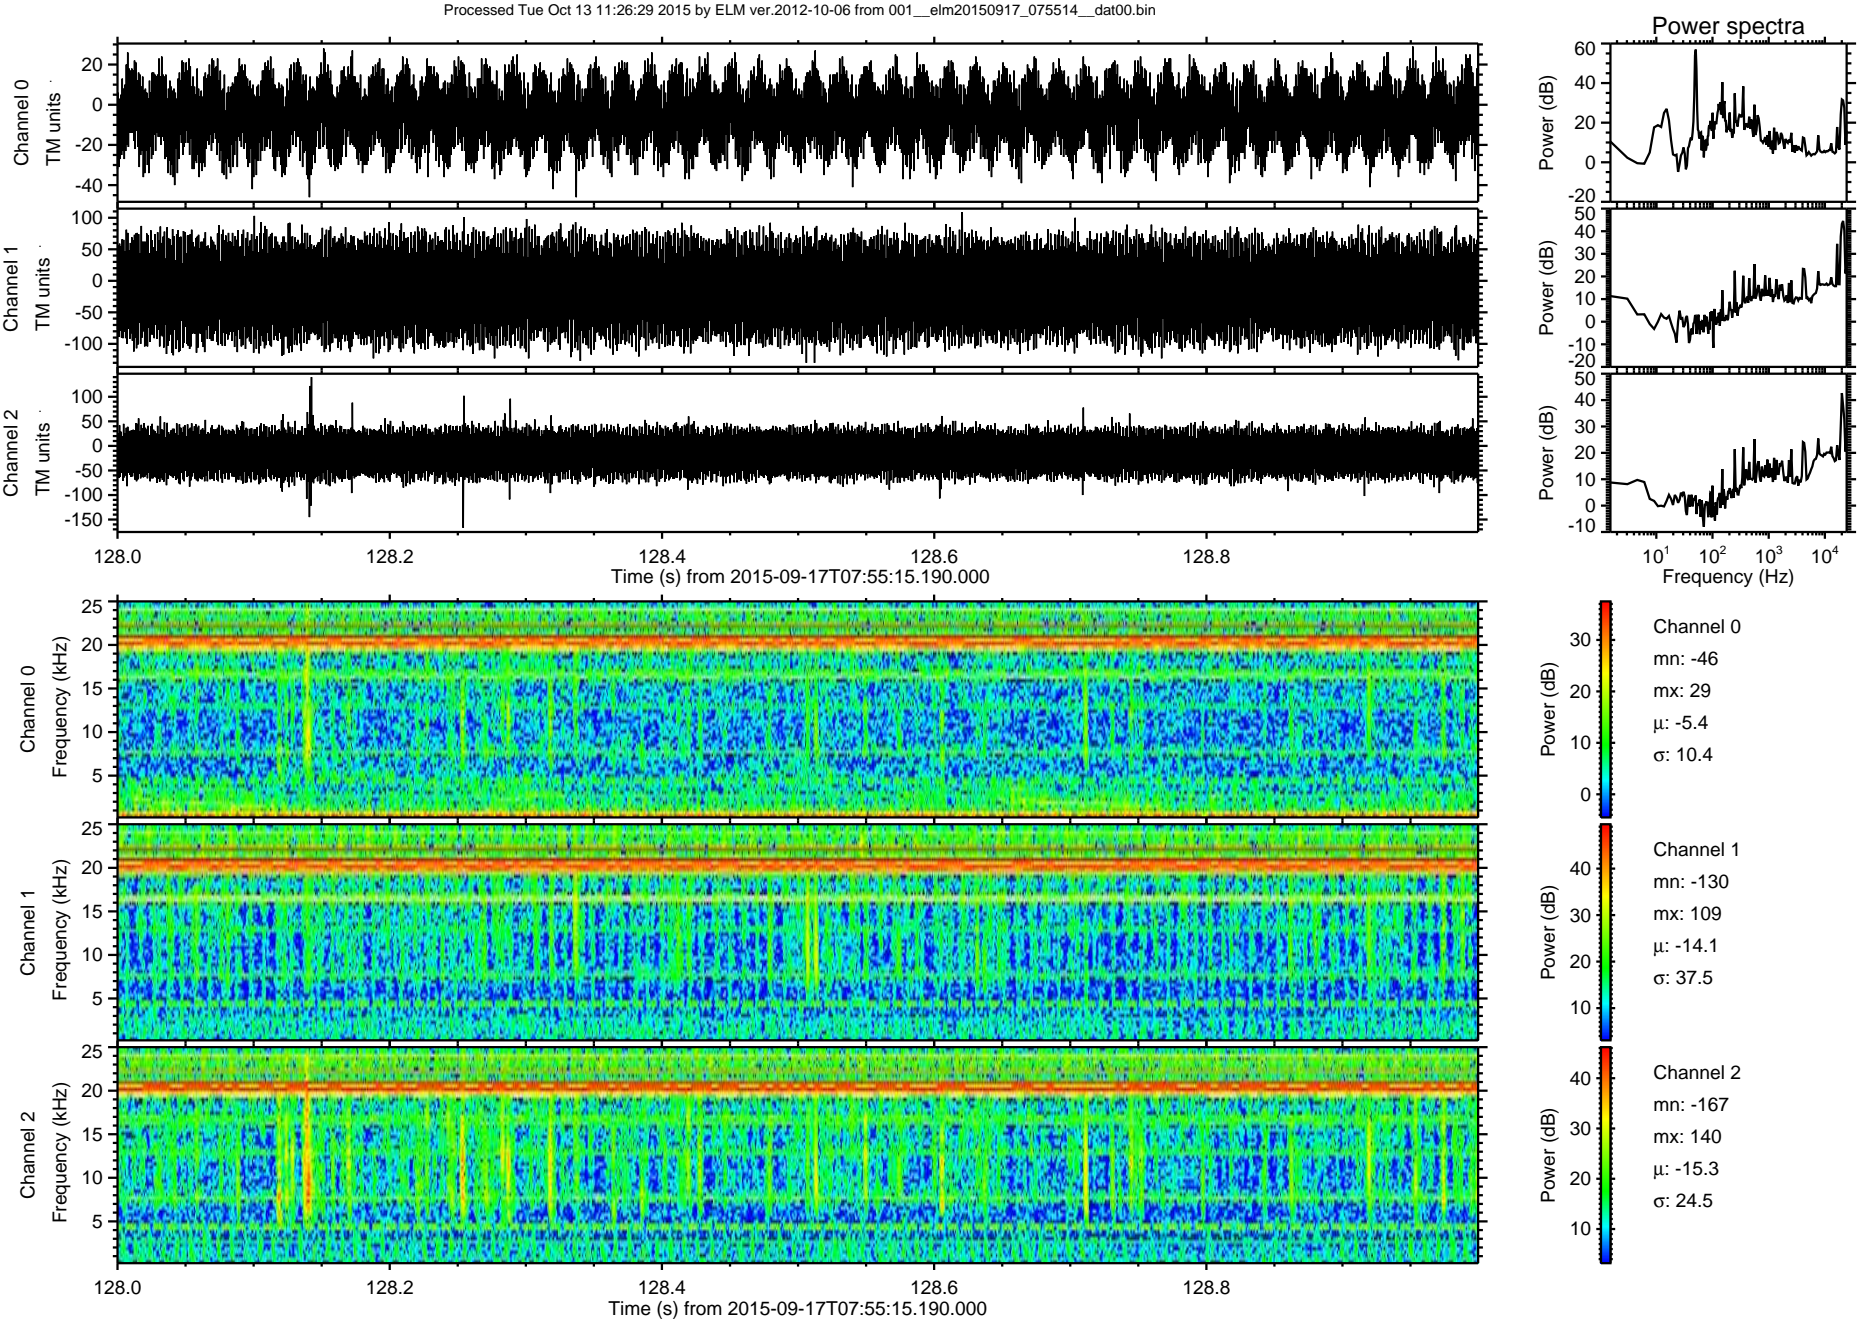 Processed Tue Oct 13 11:26:29 2015 by ELM ver.2012-10-06 from 001__elm20150917_075514__dat00.bin
Power spectra
Channel 0
TM units
20
0
-20
-40
Power (dB)
60
40
20
0
-20
Channel 1
TM units
100
50
0
-50
-100
Power (dB)
50
40
30
20
10
0
-10
-20
Channel 2
TM units
100
50
0
-50
-100
-150
Power (dB)
50
40
30
20
10
0
-10
128.0 128.2 128.4 128.6 128.8
Time (s) from 2015-09-17T07:55:15.190.000
10¹ 10² 10³ 10⁴
Frequency (Hz)
Channel 0
Frequency (kHz)
25
20
15
10
5
Power (dB)
30
20
10
0
Channel 0
mn: -46
mx: 29
μ: -5.4
σ: 10.4
Channel 1
Frequency (kHz)
25
20
15
10
5
Power (dB)
40
30
20
10
Channel 1
mn: -130
mx: 109
μ: -14.1
σ: 37.5
Channel 2
Frequency (kHz)
25
20
15
10
5
Power (dB)
40
30
20
10
Channel 2
mn: -167
mx: 140
μ: -15.3
σ: 24.5
128.0 128.2 128.4 128.6 128.8
Time (s) from 2015-09-17T07:55:15.190.000